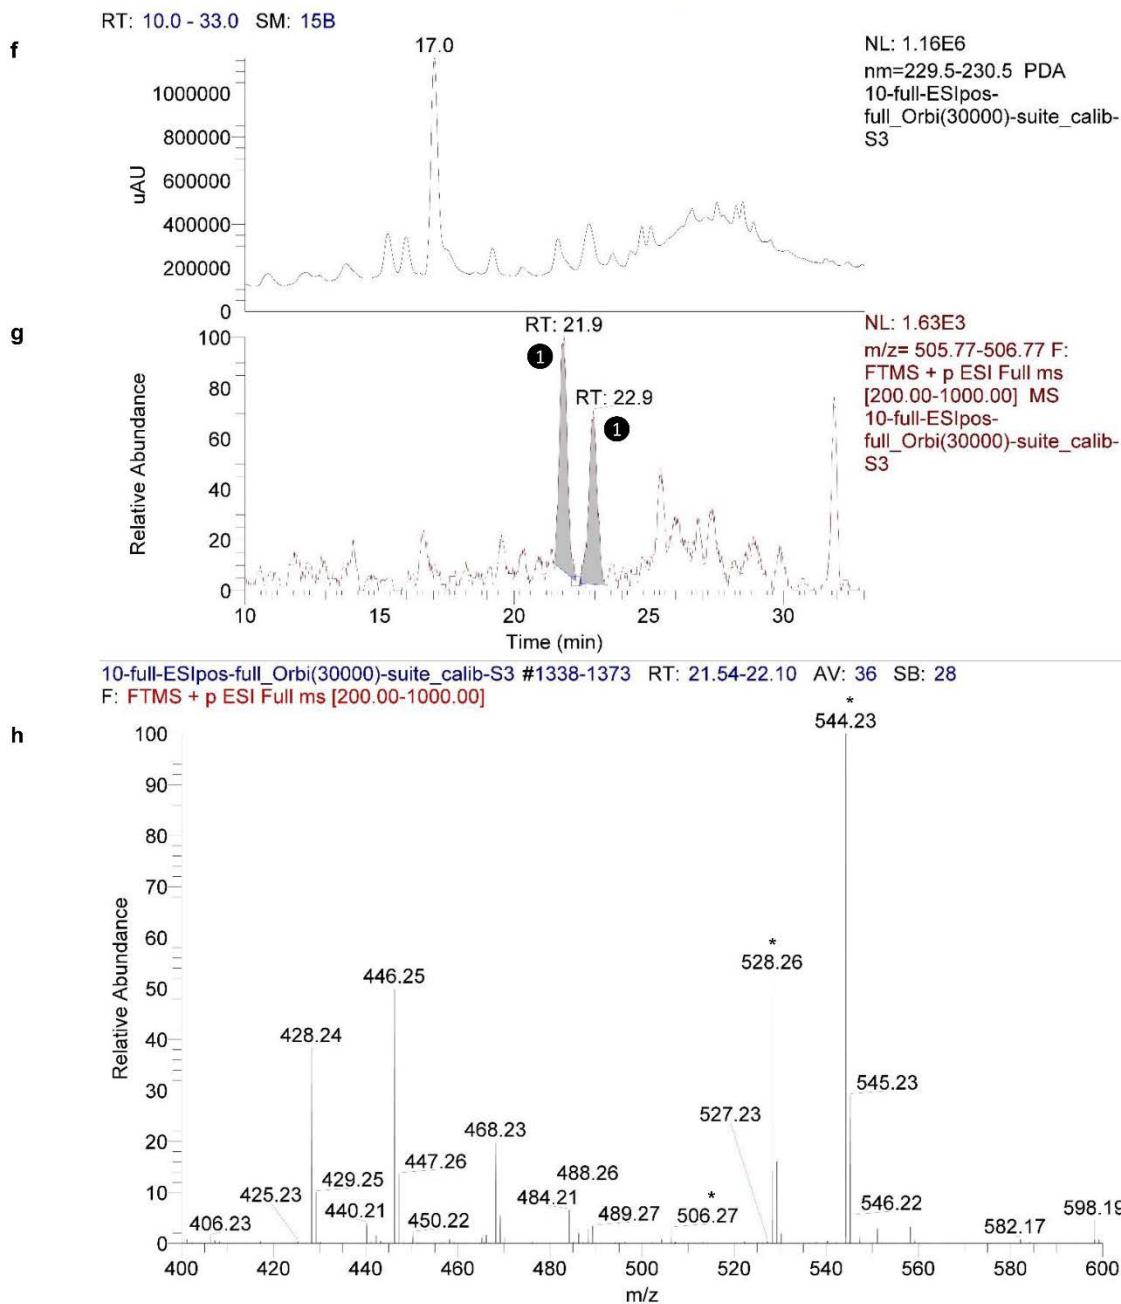 RT: 10.0 - 33.0 SM: 15B
f
17.0
NL: 1.16E6
nm=229.5-230.5 PDA
10-full-ESIpos-
full_Orbi(30000)-suite_calib-
S3
1000000
800000
600000
400000
200000
0
uAU
g
RT: 21.9
1
RT: 22.9
1
NL: 1.63E3
m/z= 505.77-506.77 F:
FTMS + p ESI Full ms
[200.00-1000.00] MS
10-full-ESIpos-
full_Orbi(30000)-suite_calib-
S3
100
80
60
40
20
0
Relative Abundance
10 15 20 25 30
Time (min)
10-full-ESIpos-full_Orbi(30000)-suite_calib-S3 #1338-1373 RT: 21.54-22.10 AV: 36 SB: 28
F: FTMS + p ESI Full ms [200.00-1000.00]
h
*
544.23
*
528.26
446.25
428.24
545.23
527.23
468.23
447.26
488.26
429.25
425.23
484.21
*
546.22
440.21
489.27
506.27
598.19
406.23
450.22
582.17
100
90
80
70
60
50
40
30
20
10
0
Relative Abundance
400 420 440 460 480 500 520 540 560 580 600
m/z